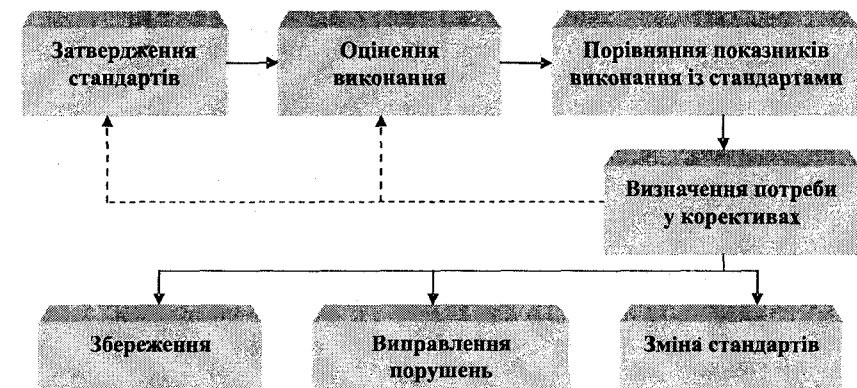 Затвердження
стандартів
Оцінення
виконання
Порівняння показників
виконання із стандартами
Визначення потреби
у корективах
Збереження
Виправлення
порушень
Зміна стандартів